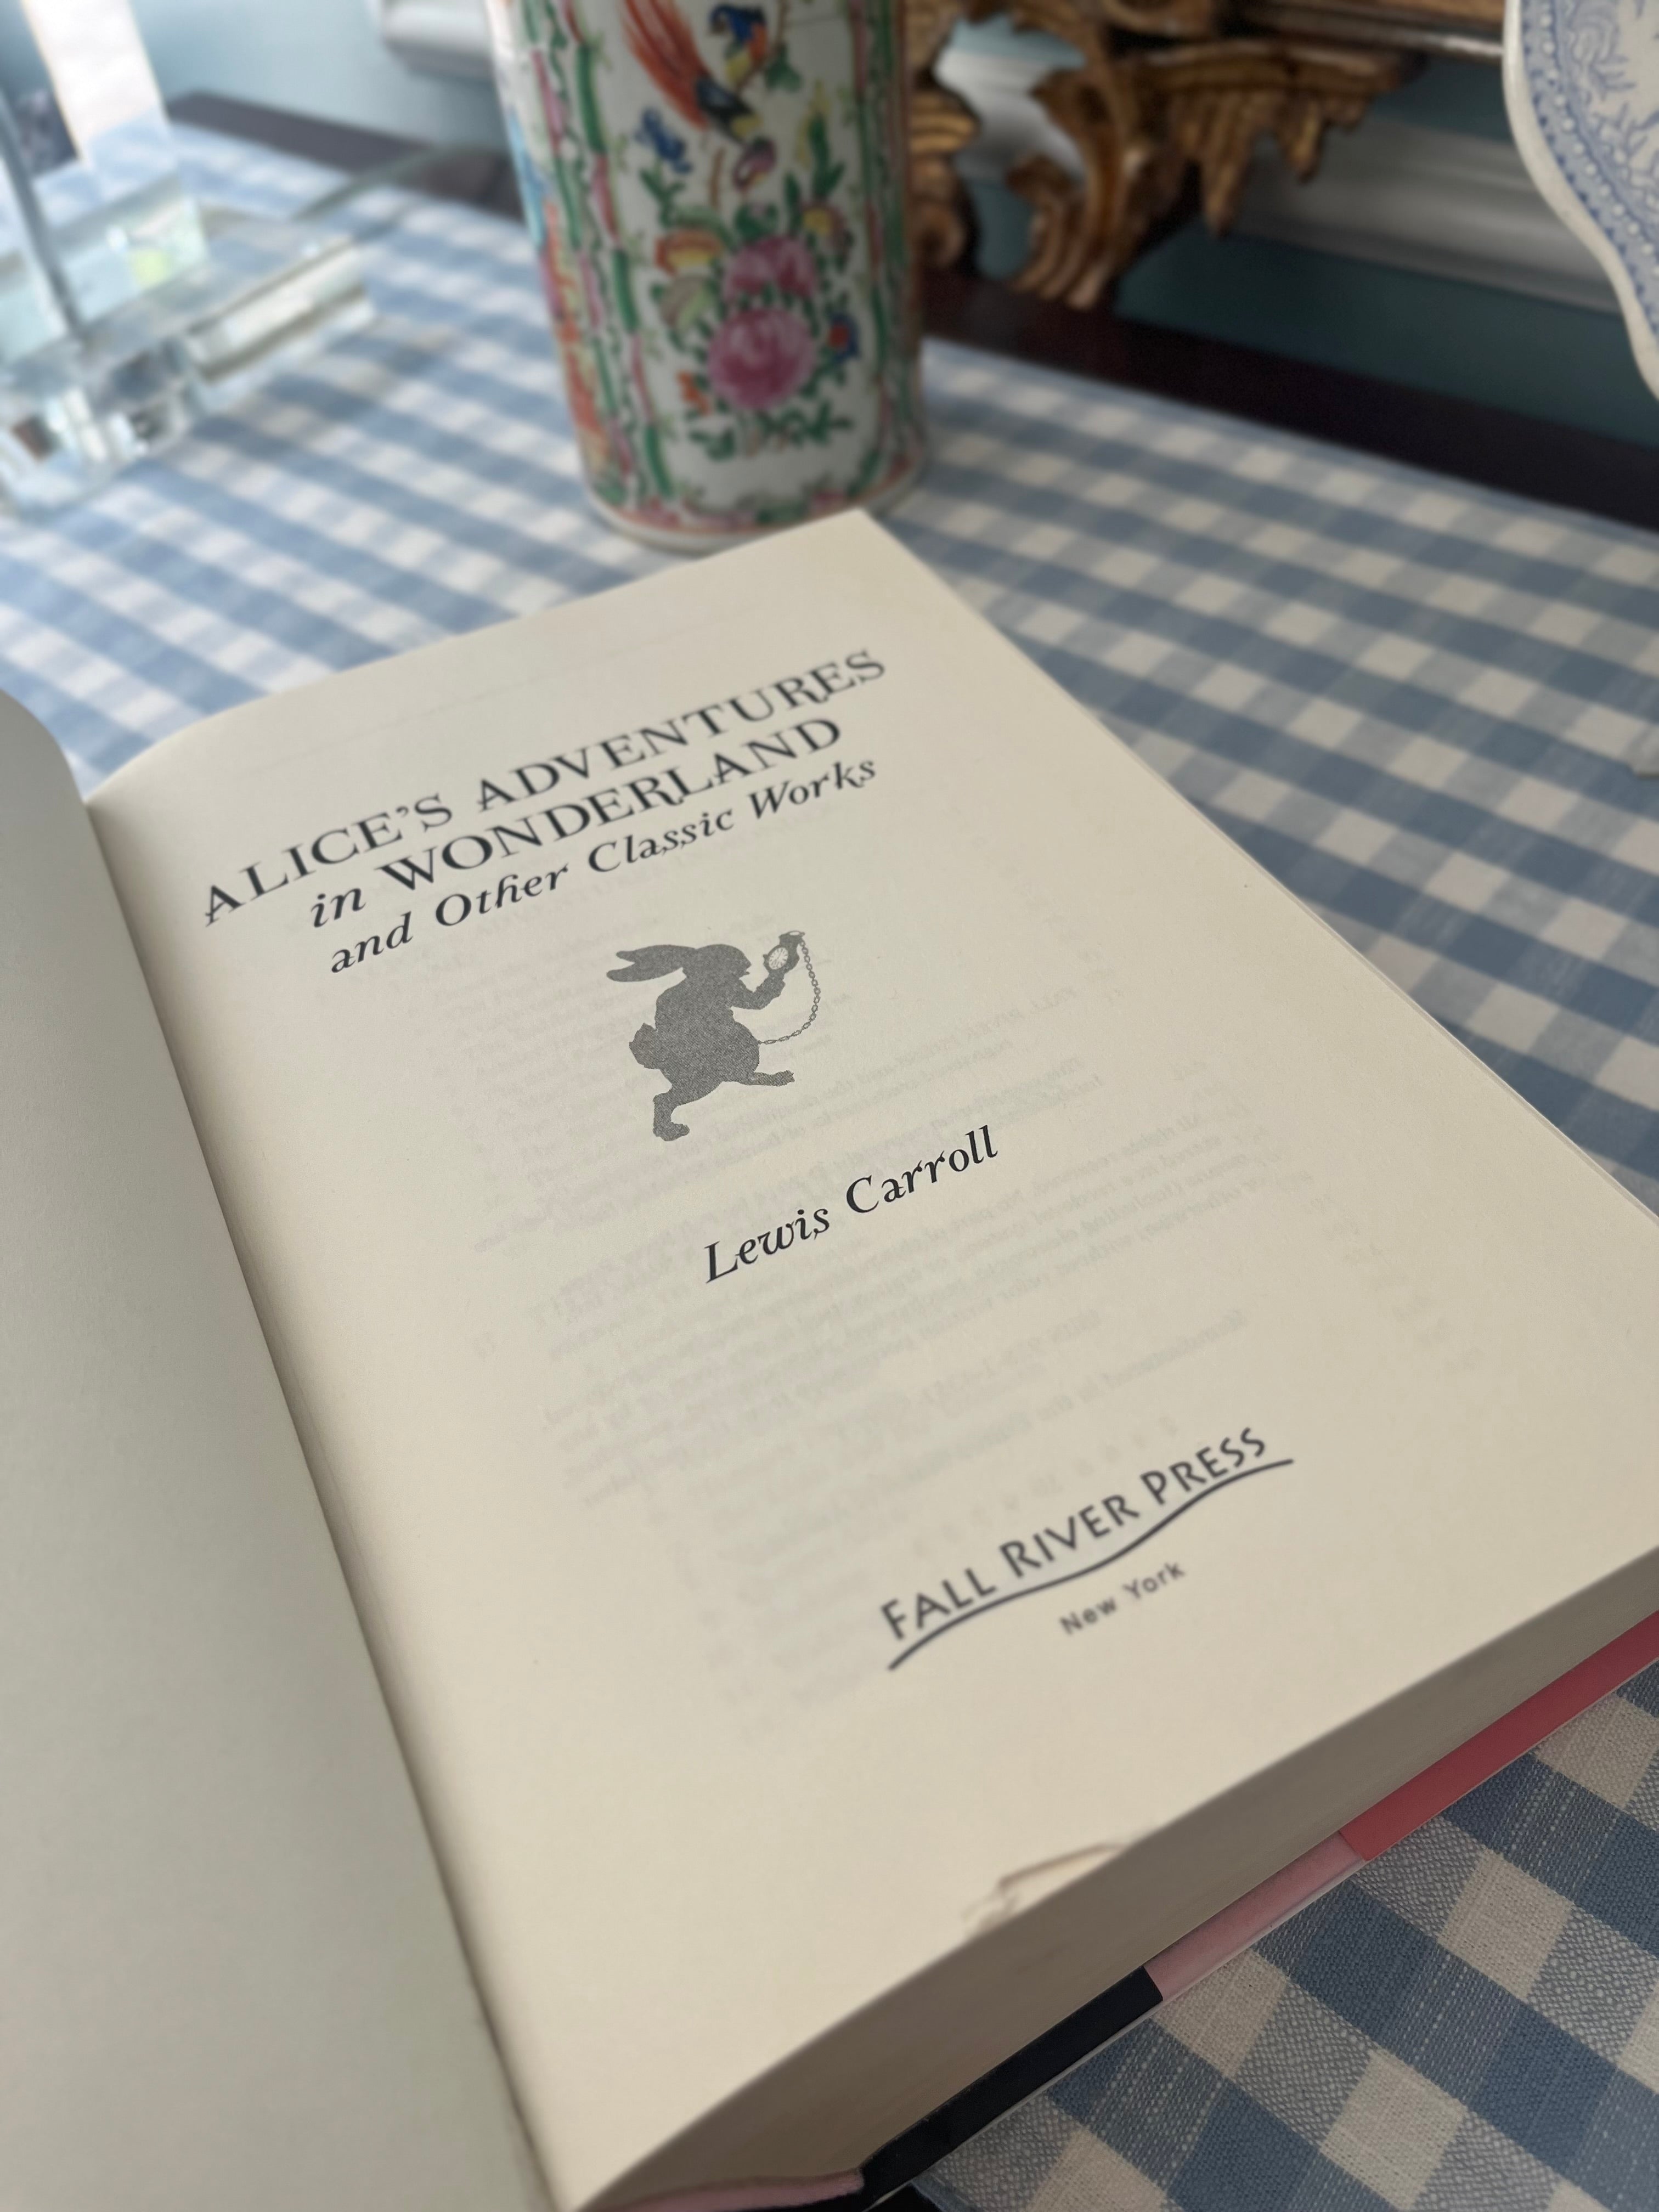 ALICE'S ADVENTURES
in WONDERLAND
and Other Classic Works
Lewis Carroll
FALL RIVER PRESS
New York